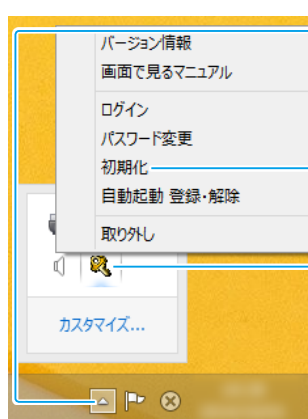 バージョン情報
画面で見るマニュアル
ログイン
パスワード変更
初期化
自動起動 登録・解除
取り外し
カスタマイズ...